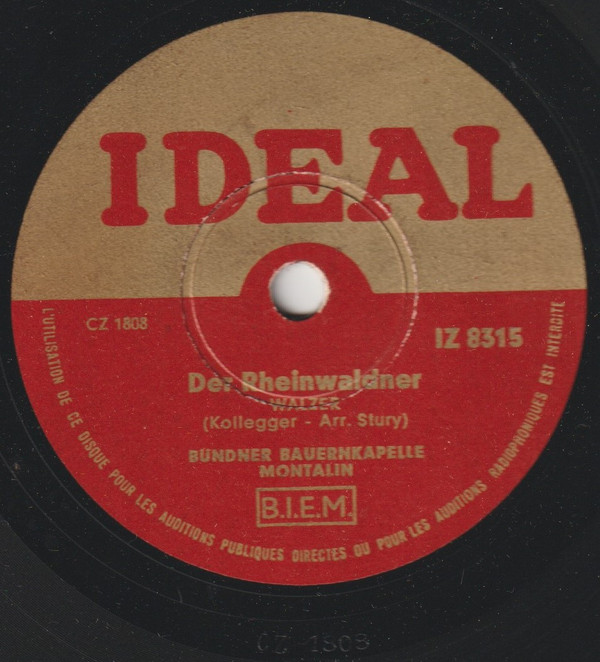 IDEAL
CZ 1808
IZ 8315
Der Rheinwaldner
WALZER
(Kollegger - Arr. Stury)
BÜNDNER BAUERNKAPELLE
MONTALIN
B.I.E.M.
L'UTILISATION DE CE DISQUE POUR LES AUDITIONS PUBLIQUES DIRECTES OU POUR LES AUDITIONS RADIOPHONIQUES EST INTERDITE
CZ 1808